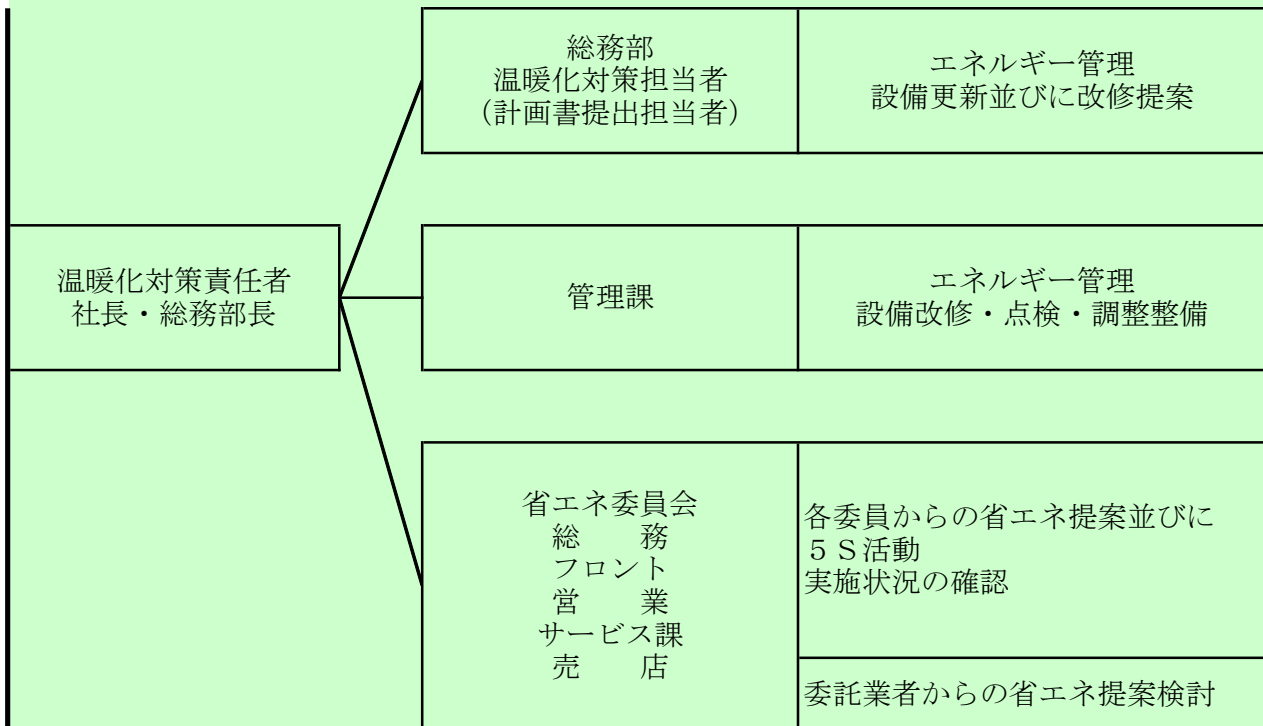 総務部
温暖化対策担当者
(計画書提出担当者)
エネルギー管理
設備更新並びに改修提案
温暖化対策責任者
社長・総務部長
管理課
エネルギー管理
設備改修・点検・調整整備
省エネ委員会
総　　務
フロント
営　　業
サービス課
売　　店
各委員からの省エネ提案並びに
５Ｓ活動
実施状況の確認
委託業者からの省エネ提案検討